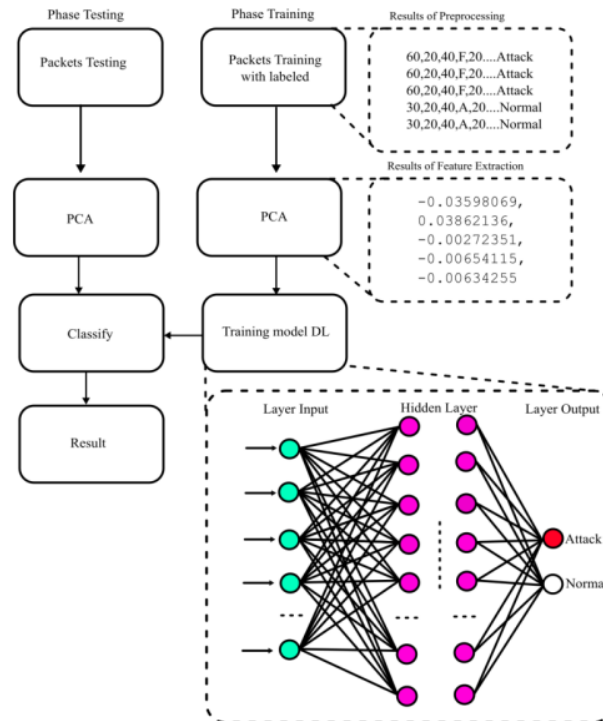 Phase Testing
Phase Training
Packets Testing
Packets Training
with labeled
Results of Preprocessing
60,20,40,F,20....Attack
60,20,40,F,20....Attack
60,20,40,F,20....Attack
30,20,40,A,20....Normal
30,20,40,A,20....Normal
Results of Feature Extraction
PCA
PCA
-0.03598069,
0.03862136,
-0.00272351,
-0.00654115,
-0.00634255
Classify
Training model DL
Result
Layer Input
Hidden Layer
Layer Output
Attack
Norma